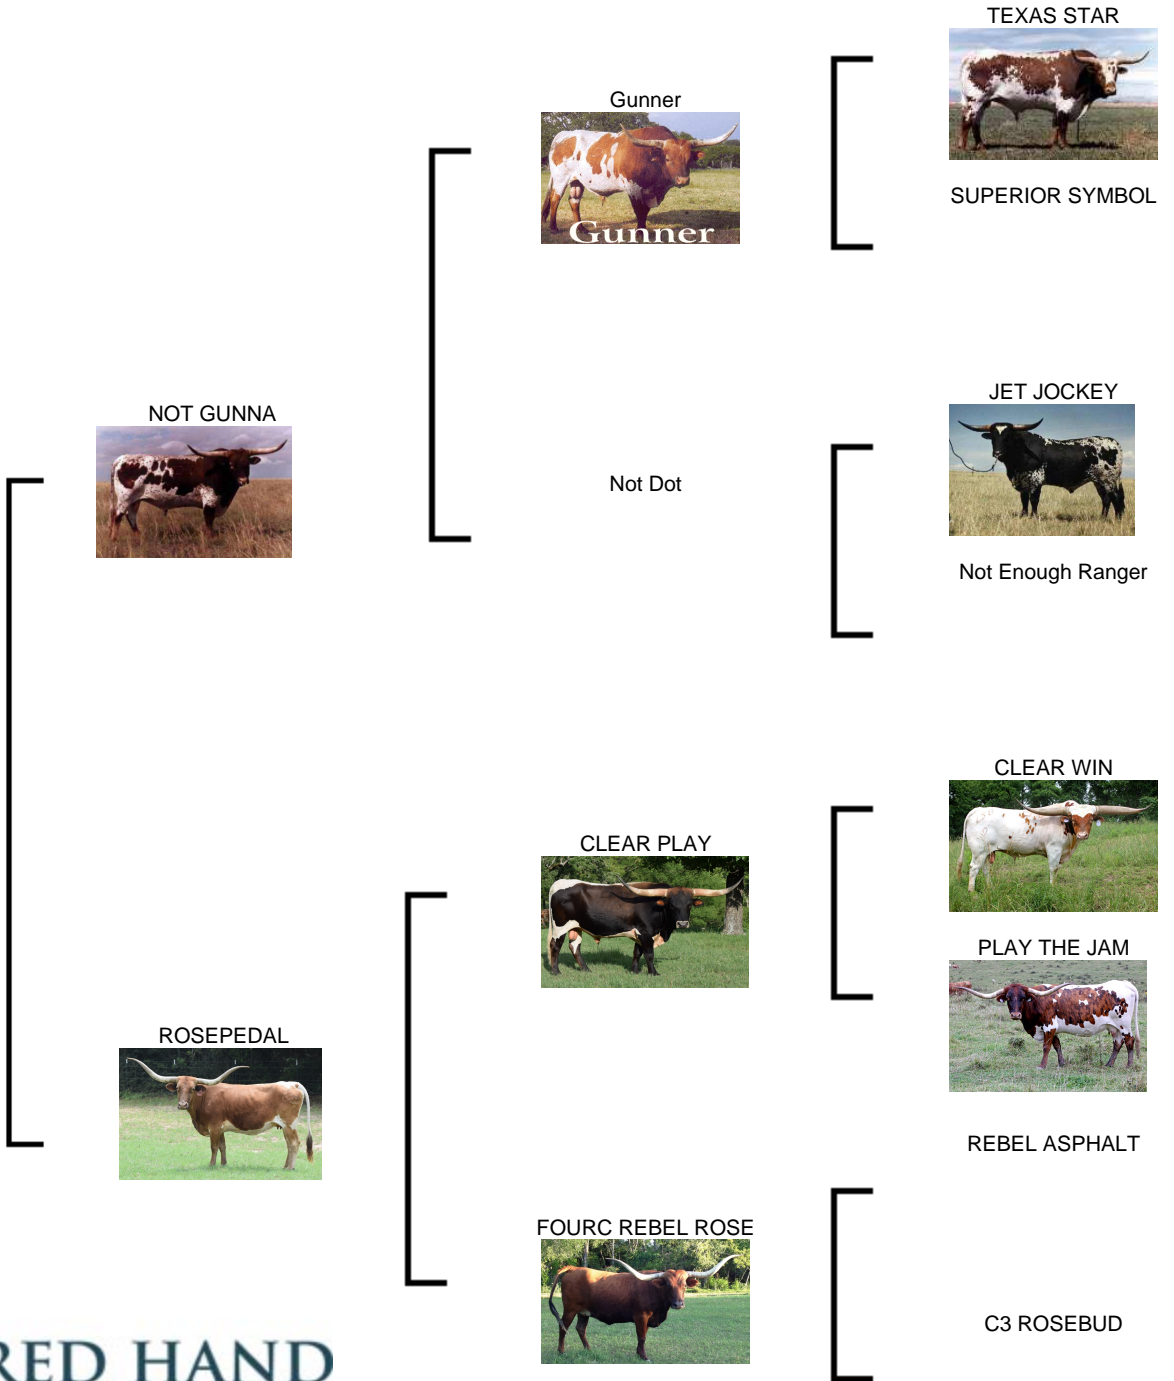 TEXAS STAR
Gunner
Gunner
SUPERIOR SYMBOL
JET JOCKEY
NOT GUNNA
Not Dot
Not Enough Ranger
CLEAR WIN
CLEAR PLAY
PLAY THE JAM
ROSEPEDAL
REBEL ASPHALT
FOURC REBEL ROSE
C3 ROSEBUD
RED HAND